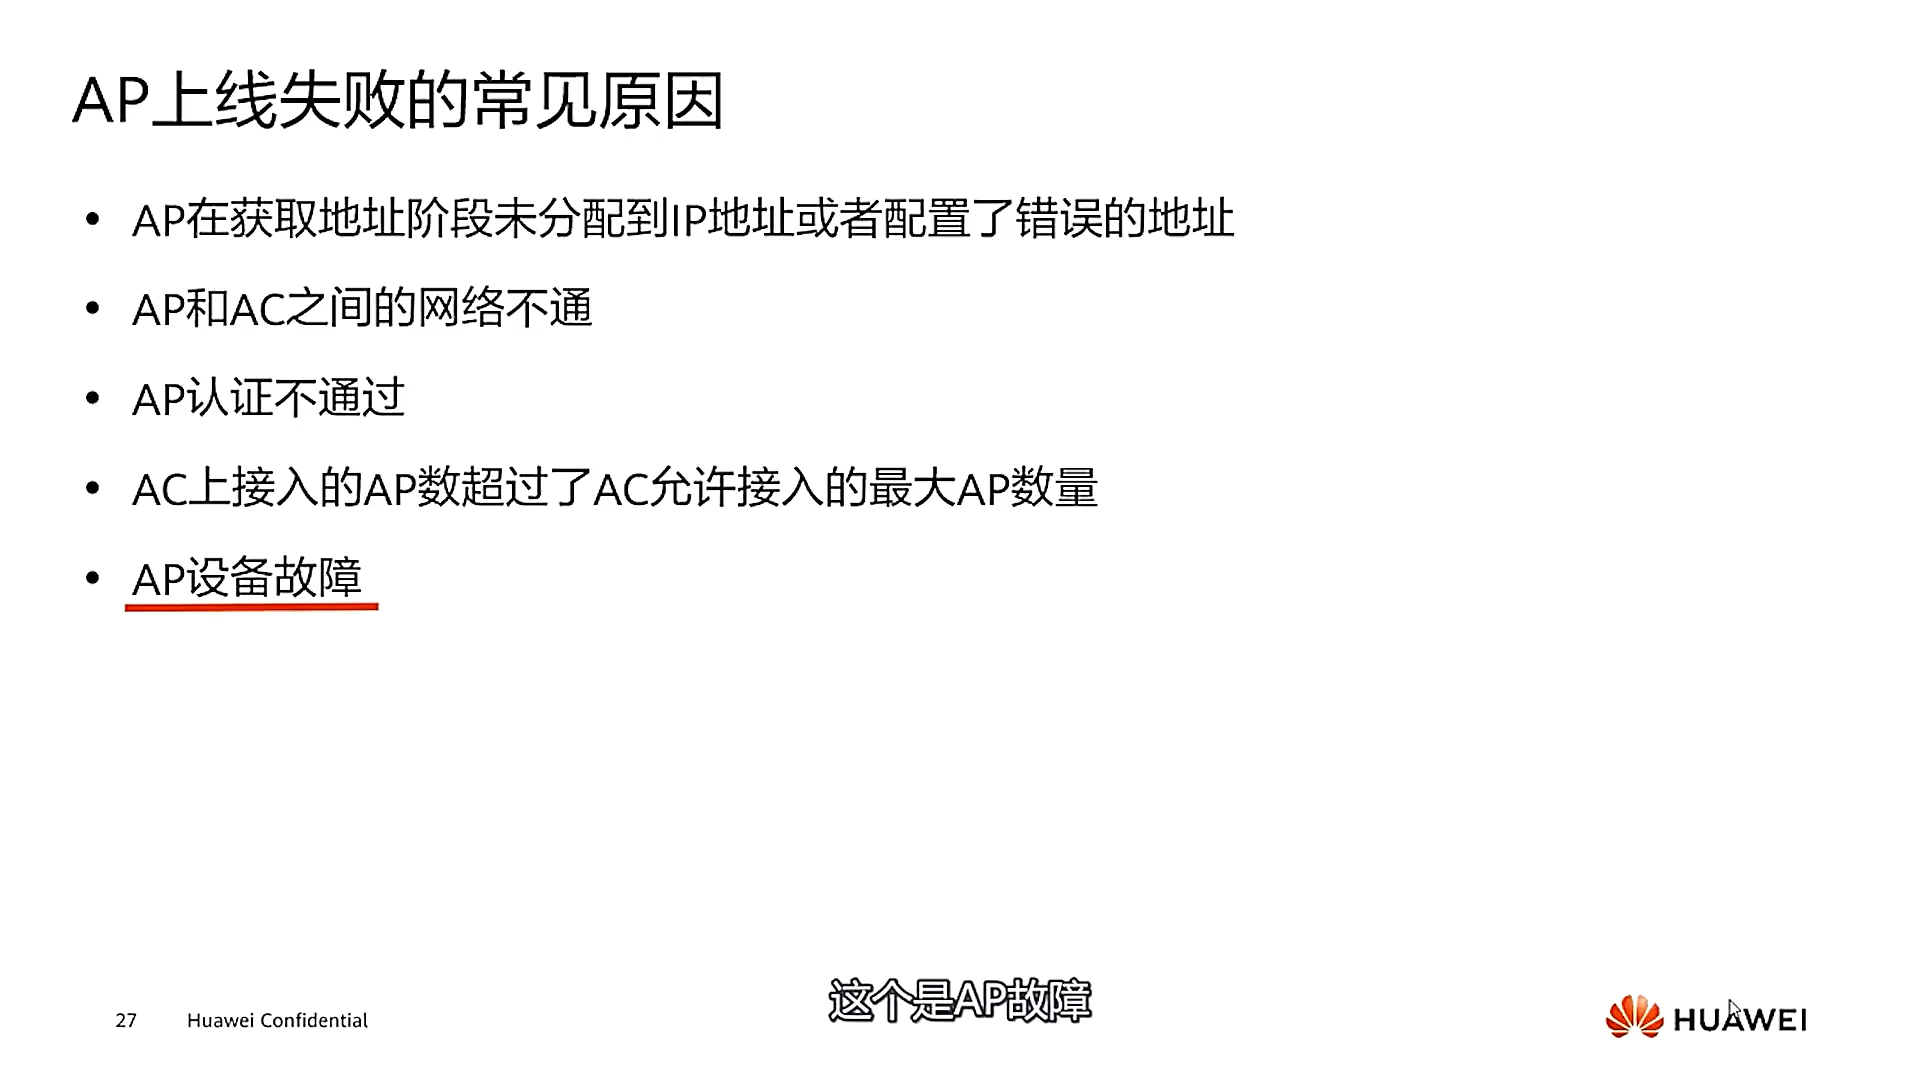 AP上线失败的常见原因
• AP在获取地址阶段未分配到IP地址或者配置了错误的地址
• AP和AC之间的网络不通
• AP认证不通过
• AC上接入的AP数超过了AC允许接入的最大AP数量
• AP设备故障
这个是AP故障
27 Huawei Confidential
HUAWEI